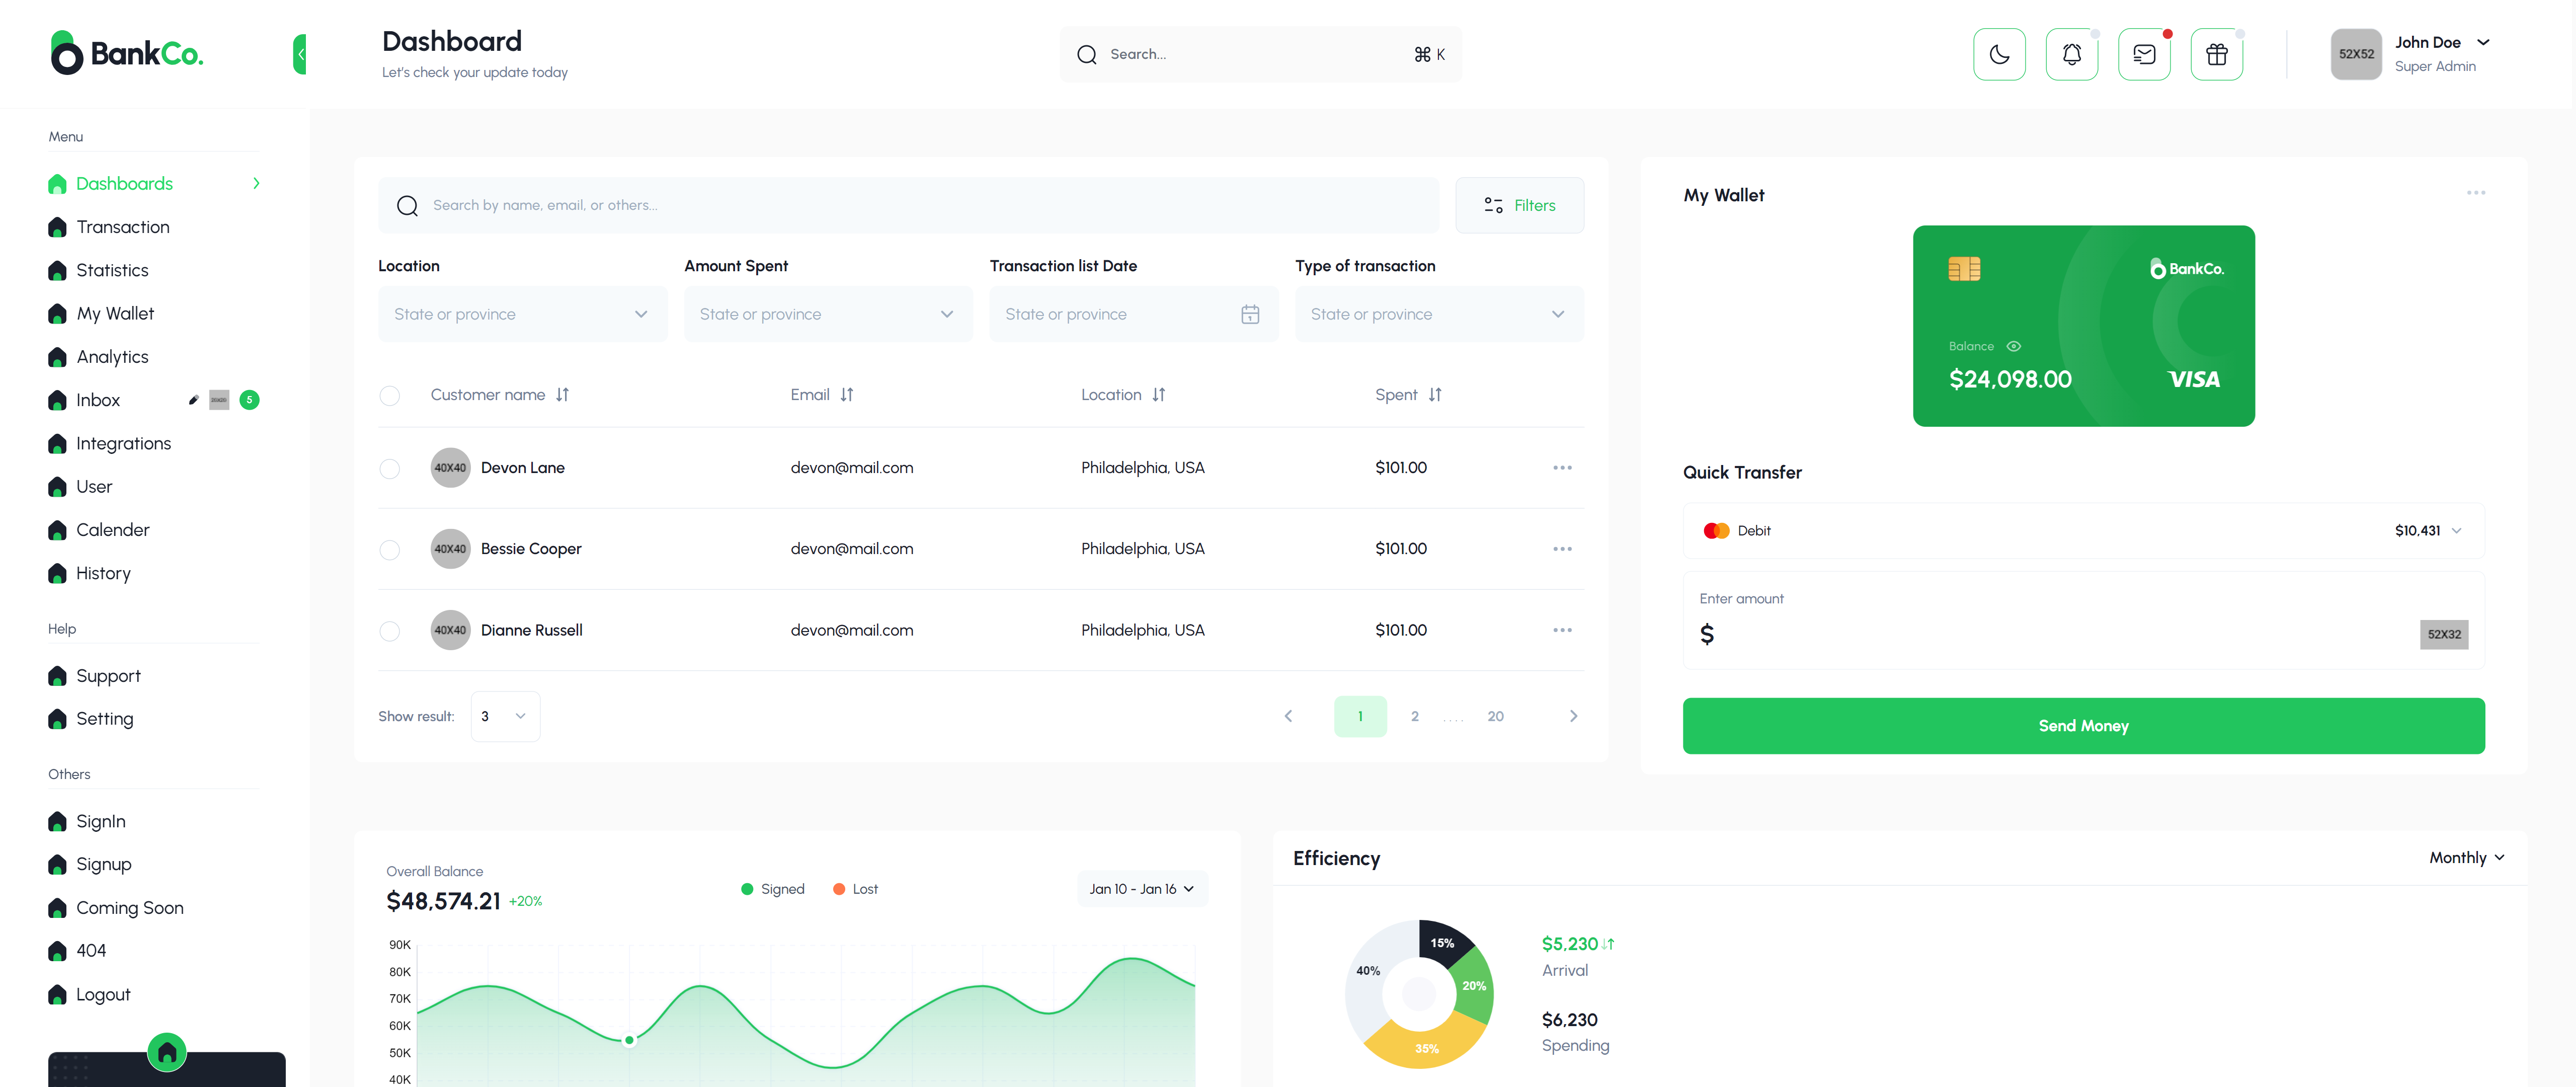 BankCo.
Dashboard
Let's check your update today
Search...
⌘ K
52X52
John Doe
Super Admin
Menu
Dashboards
Transaction
Statistics
My Wallet
Analytics
Inbox
5
Integrations
User
Calender
History
Help
Support
Setting
Others
SignIn
Signup
Coming Soon
404
Logout
Search by name, email, or others...
Filters
Location
Amount Spent
Transaction list Date
Type of transaction
State or province
State or province
State or province
State or province
Customer name
Email
Location
Spent
40X40 Devon Lane devon@mail.com Philadelphia, USA $101.00
40X40 Bessie Cooper devon@mail.com Philadelphia, USA $101.00
40X40 Dianne Russell devon@mail.com Philadelphia, USA $101.00
Show result:
3
1 2 .... 20
My Wallet
BankCo.
Balance
$24,098.00
VISA
Quick Transfer
Debit
$10,431
Enter amount
$
52X32
Send Money
Overall Balance
$48,574.21 +20%
Signed
Lost
Jan 10 - Jan 16
90K
80K
70K
60K
50K
40K
Efficiency
Monthly
15%
20%
35%
40%
$5,230
Arrival
$6,230
Spending